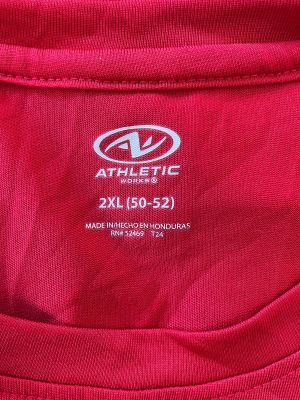 ATHLETIC
WORKS®
2XL (50-52)
MADE IN/HECHO EN HONDURAS
RN# 52469 T24